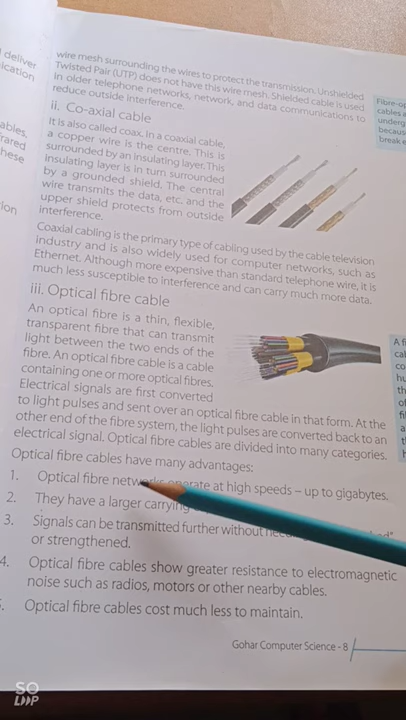 deliver
ication
wire mesh surrounding the wires to protect the transmission. Unshielded
Twisted Pair (UTP) does not have this wire mesh. Shielded cable is used
in older telephone networks, network, and data communications to
reduce outside interference.
ii. Co-axial cable
It is also called coax. In a coaxial cable,
a copper wire is the centre. This is
surrounded by an insulating layer. This
insulating layer is in turn surrounded
by a grounded shield. The central
wire transmits the data, etc. and the
upper shield protects from outside
interference.
Coaxial cabling is the primary type of cabling used by the cable television
industry and is also widely used for computer networks, such as
Ethernet. Although more expensive than standard telephone wire, it is
much less susceptible to interference and can carry much more data.
iii. Optical fibre cable
An optical fibre is a thin, flexible,
transparent fibre that can transmit
light between the two ends of the
fibre. An optical fibre cable is a cable
containing one or more optical fibres.
Electrical signals are first converted
to light pulses and sent over an optical fibre cable in that form. At the
other end of the fibre system, the light pulses are converted back to an
electrical signal. Optical fibre cables are divided into many categories.
Optical fibre cables have many advantages:
1. Optical fibre networks operate at high speeds – up to gigabytes.
2. They have a larger carrying
3. Signals can be transmitted further without
or strengthened.
4. Optical fibre cables show greater resistance to electromagnetic
noise such as radios, motors or other nearby cables.
Optical fibre cables cost much less to maintain.
Gohar Computer Science - 8
ables,
frared
hese
ion
Fibre-op
cables a
underg
becaus
break e
A fi
cab
co
hu
th
of
fi
a
SO
LOOP